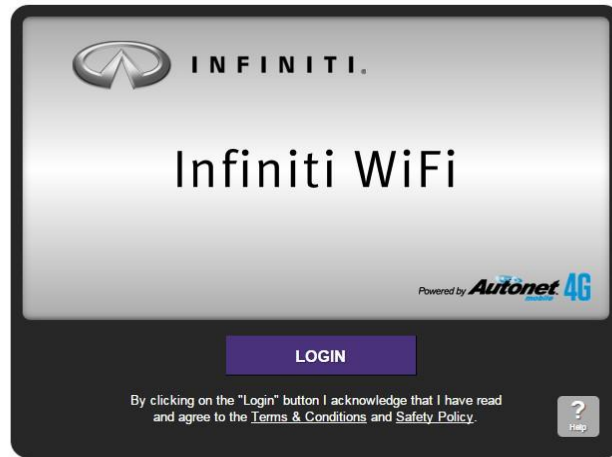 INFINITI®
Infiniti WiFi
Powered by Autonet mobile 4G
LOGIN
By clicking on the "Login" button I acknowledge that I have read
and agree to the Terms & Conditions and Safety Policy.
?
Help